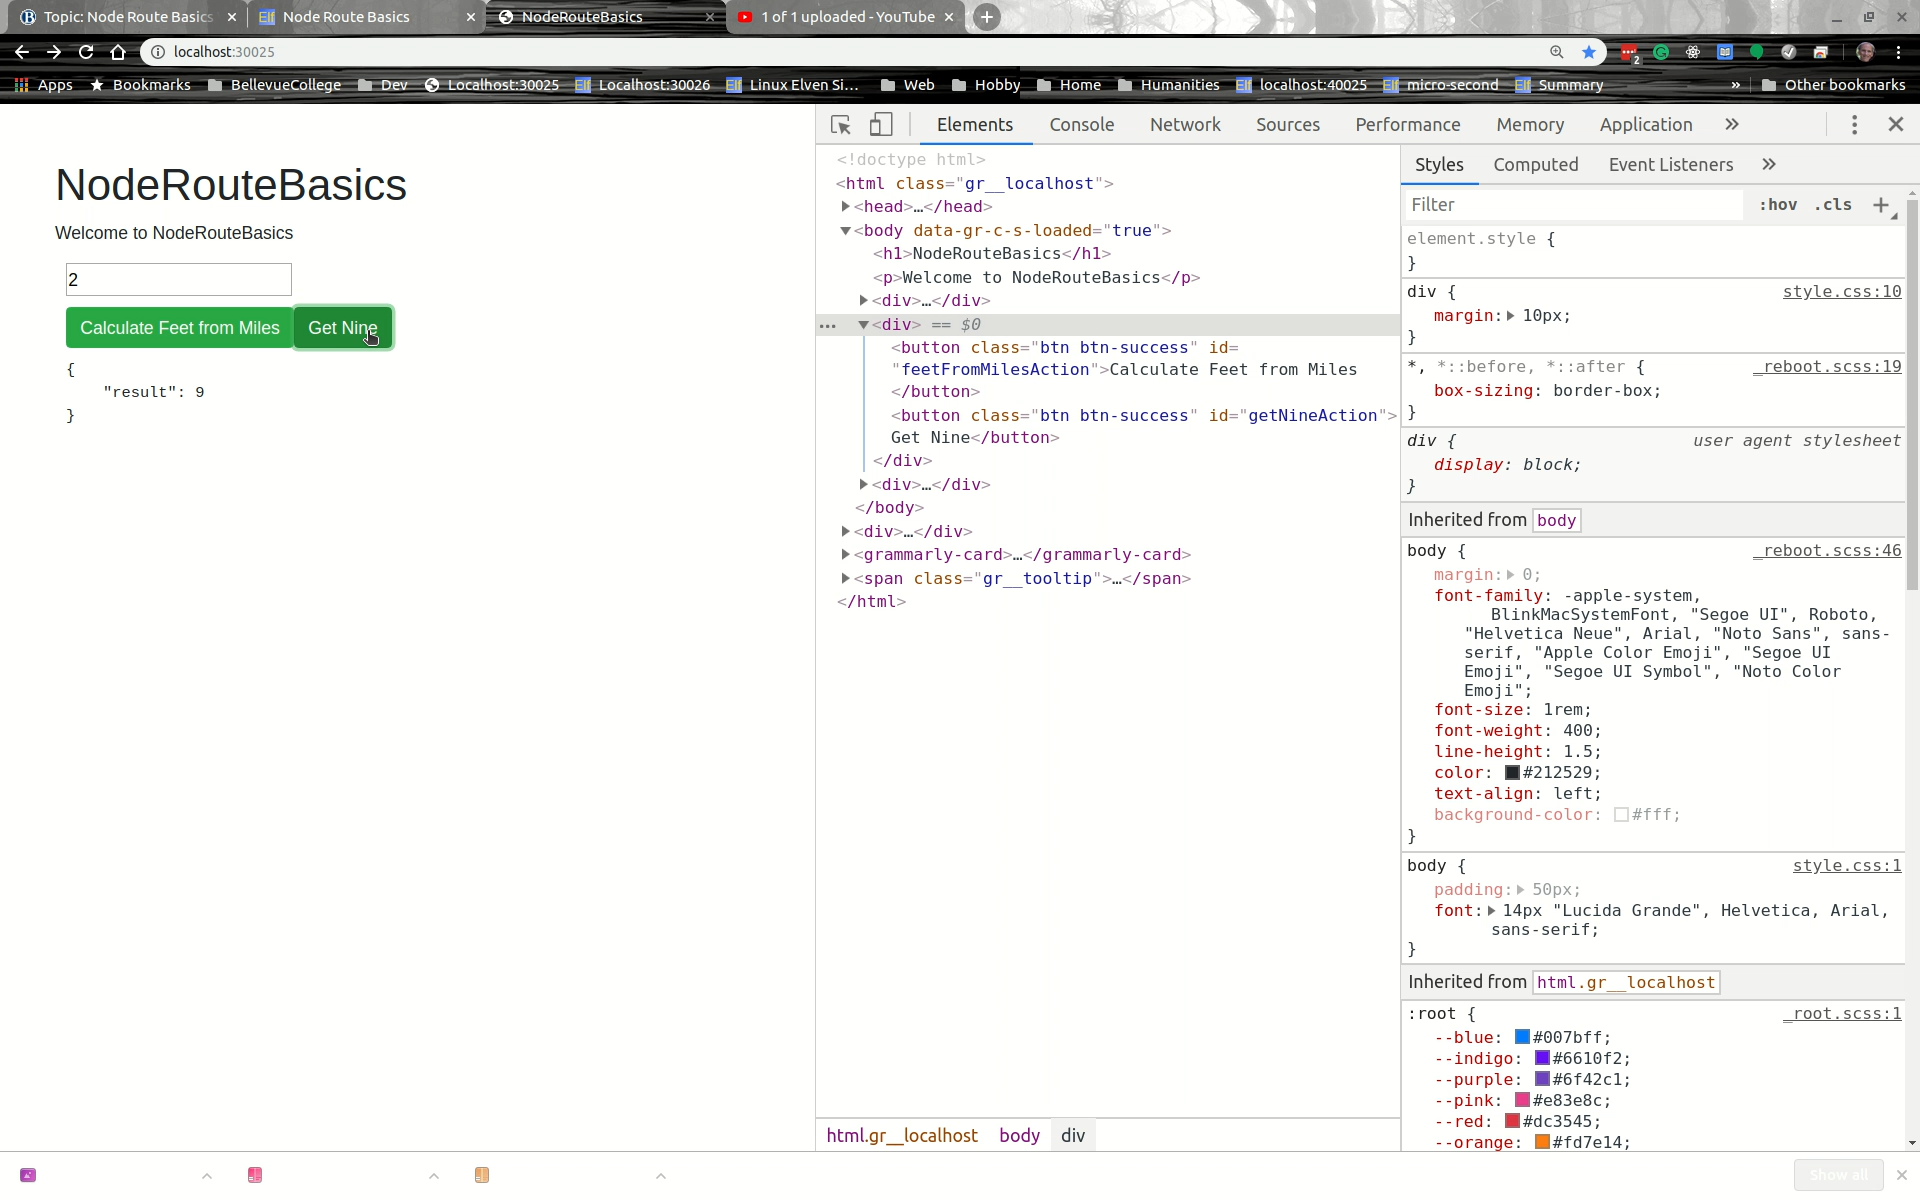 Topic: Node Route Basics
Node Route Basics
NodeRouteBasics
1 of 1 uploaded - YouTube
localhost:30025
2
Apps
Bookmarks
BellevueCollege
Dev
Localhost:30025
Localhost:30026
Linux Elven Si...
Web
Hobby
Home
Humanities
localhost:40025
micro-second
Summary
»
Other bookmarks
NodeRouteBasics
Welcome to NodeRouteBasics
2
Calculate Feet from Miles
Get Nine
{
"result": 9
}
Elements
Console
Network
Sources
Performance
Memory
Application
»
<!doctype html>
<html class="gr__localhost">
<head>…</head>
<body data-gr-c-s-loaded="true">
<h1>NodeRouteBasics</h1>
<p>Welcome to NodeRouteBasics</p>
<div>…</div>
<div> == $0
<button class="btn btn-success" id=
"feetFromMilesAction">Calculate Feet from Miles
</button>
<button class="btn btn-success" id="getNineAction">
Get Nine</button>
</div>
<div>…</div>
</body>
<div>…</div>
<grammarly-card>…</grammarly-card>
<span class="gr__tooltip">…</span>
</html>
html.gr__localhost body div
Styles
Computed
Event Listeners
»
Filter
:hov
.cls
+
element.style {
}
div { style.css:10
margin: 10px;
}
*, *::before, *::after { _reboot.scss:19
box-sizing: border-box;
}
div { user agent stylesheet
display: block;
}
Inherited from body
body { _reboot.scss:46
margin: 0;
font-family: -apple-system,
BlinkMacSystemFont, "Segoe UI", Roboto,
"Helvetica Neue", Arial, "Noto Sans", sans-
serif, "Apple Color Emoji", "Segoe UI
Emoji", "Segoe UI Symbol", "Noto Color
Emoji";
font-size: 1rem;
font-weight: 400;
line-height: 1.5;
color: #212529;
text-align: left;
background-color: #fff;
}
body { style.css:1
padding: 50px;
font: 14px "Lucida Grande", Helvetica, Arial,
sans-serif;
}
Inherited from html.gr__localhost
:root { _root.scss:1
--blue: #007bff;
--indigo: #6610f2;
--purple: #6f42c1;
--pink: #e83e8c;
--red: #dc3545;
--orange: #fd7e14;
Show all